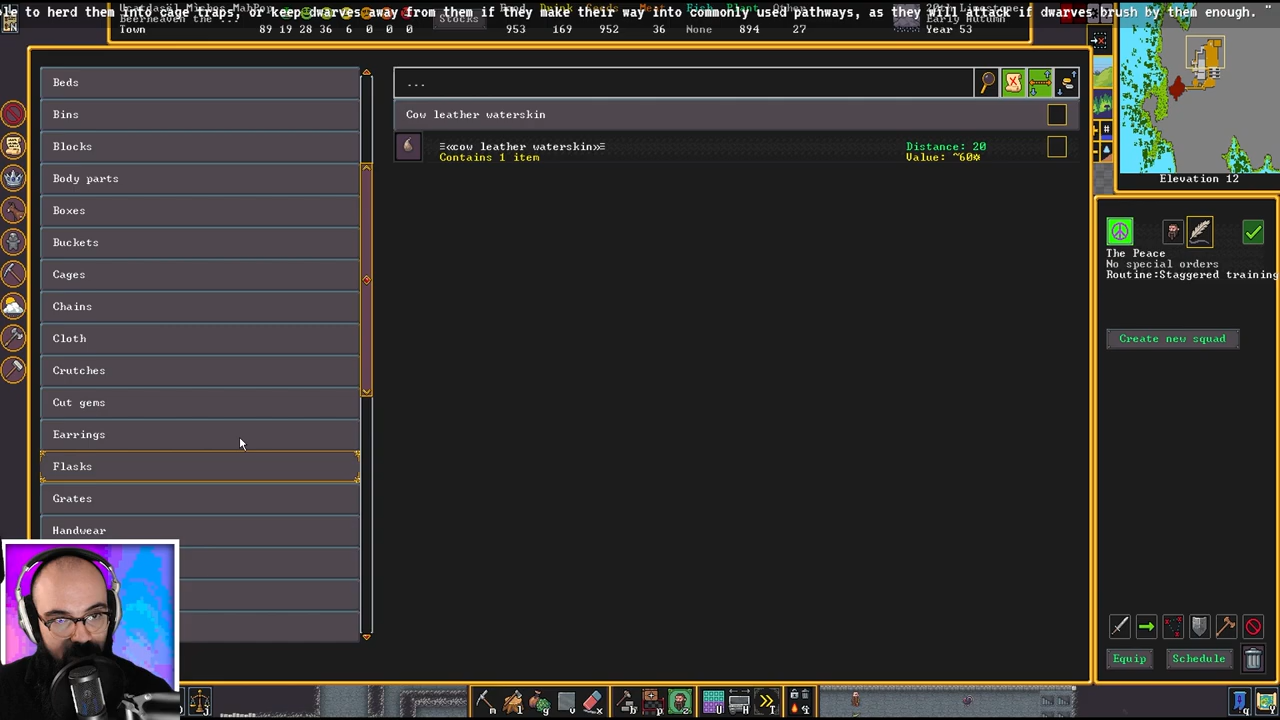 ls to herd them into cage traps, or keep dwarves away from them if they make their way into commonly used pathways, as they will attack if dwarves brush by them enough. "
Town
89 19 28 36 6 0 0 0
Stocks
953 169 952 36 None 894 27
Early Autumn
Year 53
Elevation 12
Beds
Bins
Blocks
Body parts
Boxes
Buckets
Cages
Chains
Cloth
Crutches
Cut gems
Earrings
Flasks
Grates
Handwear
...
Cow leather waterskin
≡««cow leather waterskin»»≡
Contains 1 item
Distance: 20
Value: ~60☼
The Peace
No special orders
Routine:Staggered training
Create new squad
Equip
Schedule